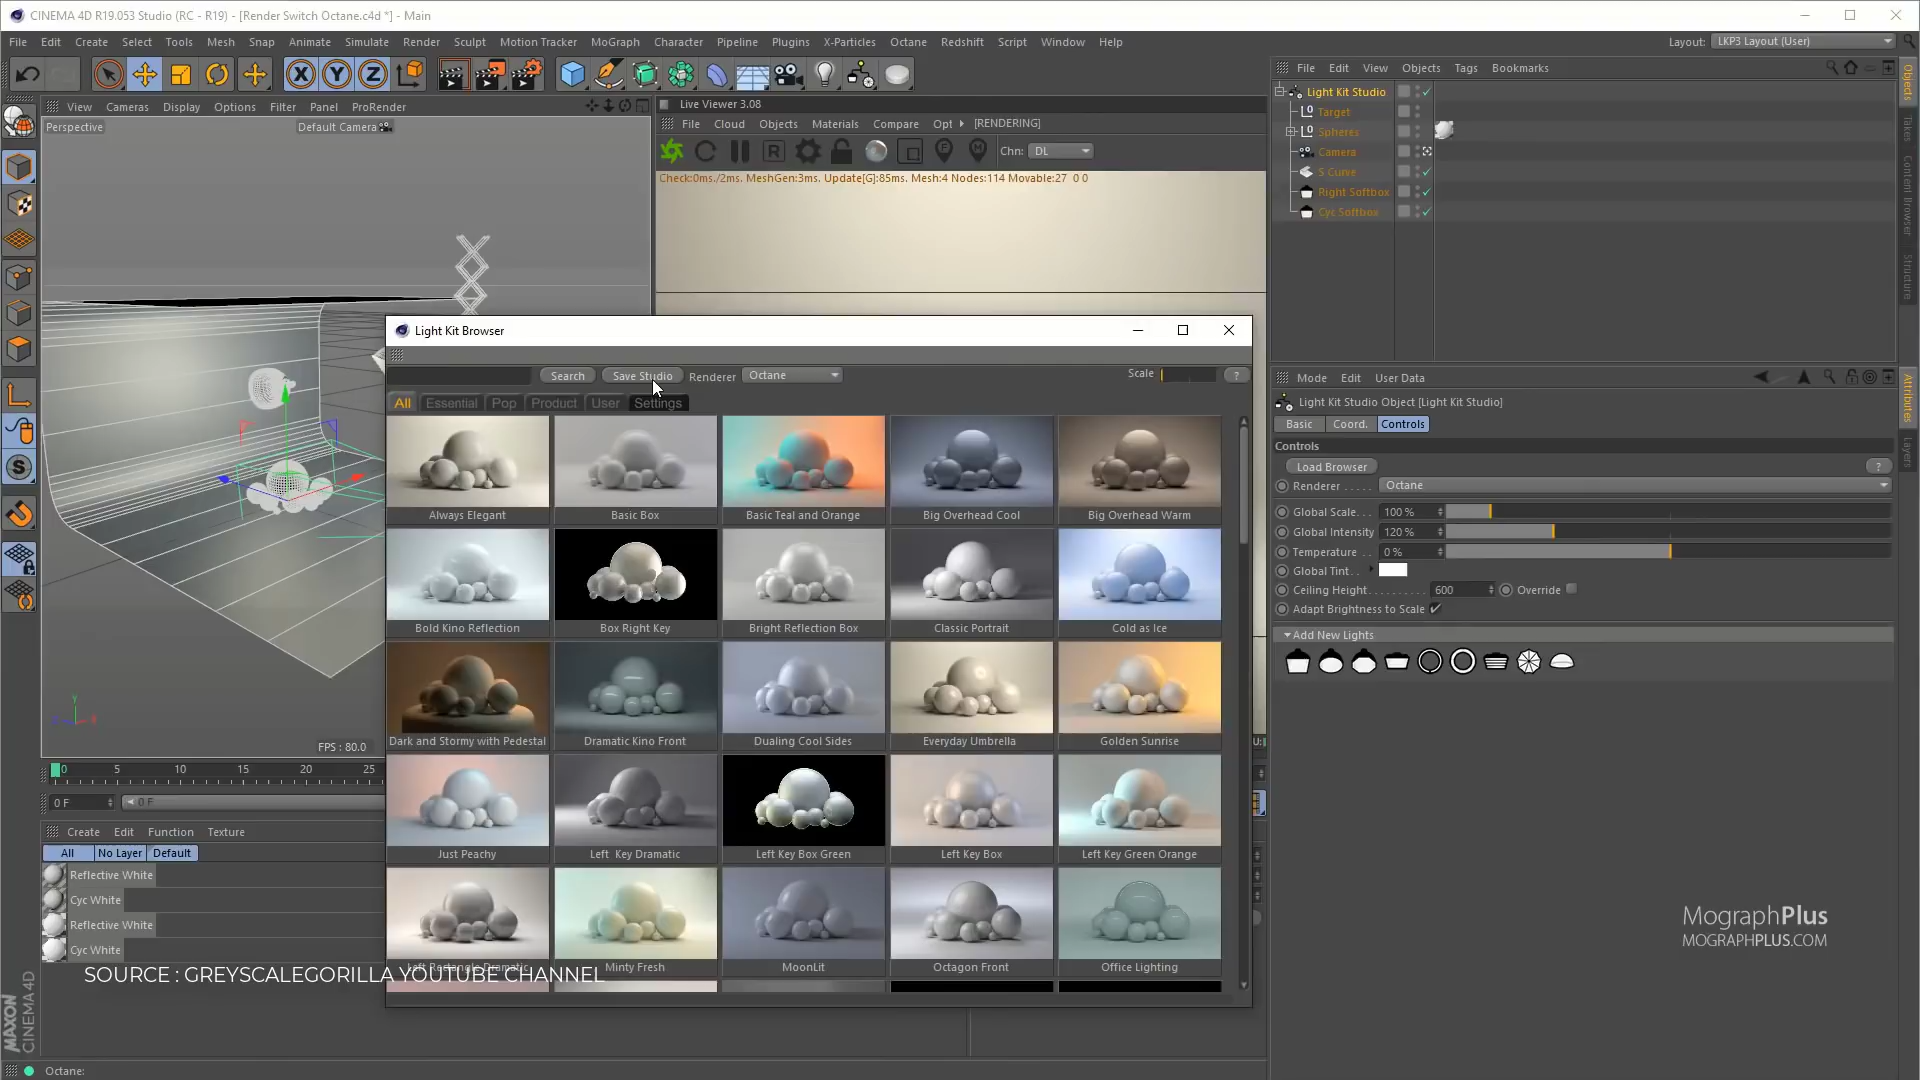 CINEMA 4D R19.053 Studio (RC - R19) - [Render Switch Octane.c4d *] - Main
File Edit Create Select Tools Mesh Snap Animate Simulate Render Sculpt Motion Tracker MoGraph Character Pipeline Plugins X-Particles Octane Redshift Script Window Help
Layout: LKP3 Layout (User)
View Cameras Display Options Filter Panel ProRender
Perspective
Default Camera
FPS : 80.0
Live Viewer 3.08
File Cloud Objects Materials Compare Opt [RENDERING]
Chn: DL
Check:0ms./2ms. MeshGen:3ms. Update[G]:85ms. Mesh:4 Nodes:114 Movable:27 0 0
File Edit View Objects Tags Bookmarks
Light Kit Studio
Target
Spheres
Camera
S Curve
Right Softbox
Cyc Softbox
Objects
Takes
Content Browser
Structure
Light Kit Browser
Search
Save Studio
Renderer Octane
Scale
?
All Essential Pop Product User Settings
Always Elegant
Basic Box
Basic Teal and Orange
Big Overhead Cool
Big Overhead Warm
Bold Kino Reflection
Box Right Key
Bright Reflection Box
Classic Portrait
Cold as Ice
Dark and Stormy with Pedestal
Dramatic Kino Front
Dualing Cool Sides
Everyday Umbrella
Golden Sunrise
Just Peachy
Left Key Dramatic
Left Key Box Green
Left Key Box
Left Key Green Orange
Left Rectangle Dramatic
Minty Fresh
MoonLit
Octagon Front
Office Lighting
Mode Edit User Data
Light Kit Studio Object [Light Kit Studio]
Basic Coord. Controls
Controls
Load Browser
?
Renderer . . . . . Octane
Global Scale. . . 100 %
Global Intensity 120 %
Temperature . . 0 %
Global Tint. .
Ceiling Height . . . . . . . . . . 600 Override
Adapt Brightness to Scale
Add New Lights
Attributes
Layers
0 5 10 15 20 25
0 F
0 F
Create Edit Function Texture
All No Layer Default
Reflective White
Cyc White
Reflective White
Cyc White
SOURCE : GREYSCALEGORILLA YOUTUBE CHANNEL
MographPlus
MOGRAPHPLUS.COM
MAXON
CINEMA 4D
Octane: